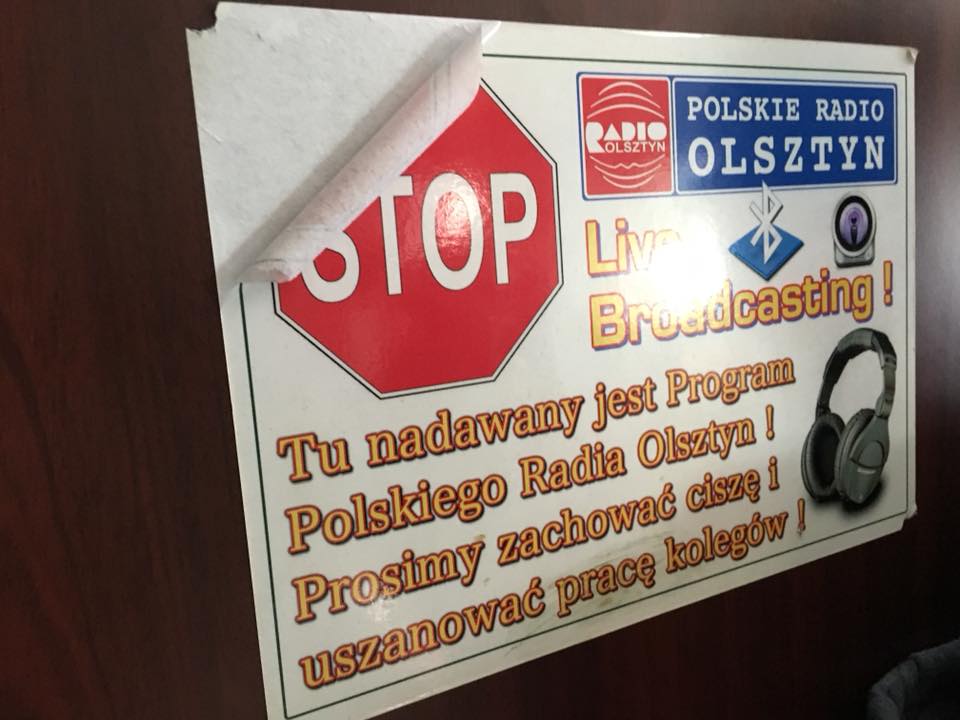 STOP
RADIO
OLSZTYN
POLSKIE RADIO
OLSZTYN
Live
Broadcasting !
Tu nadawany jest Program
Polskiego Radia Olsztyn !
Prosimy zachować ciszę i
uszanować pracę kolegów !